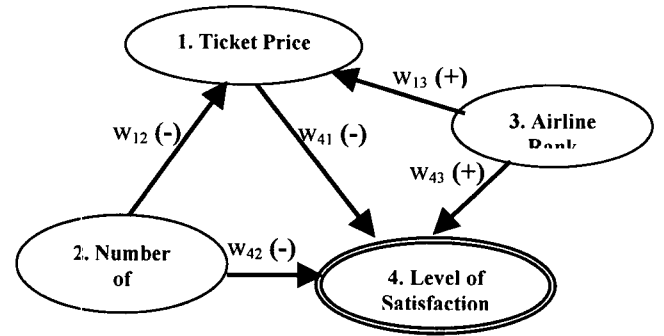 1. Ticket Price
w13 (+)
3. Airline
w12 (-)
w41 (-)
w43 (+)
2. Number
of
w42 (-)
4. Level of
Satisfaction